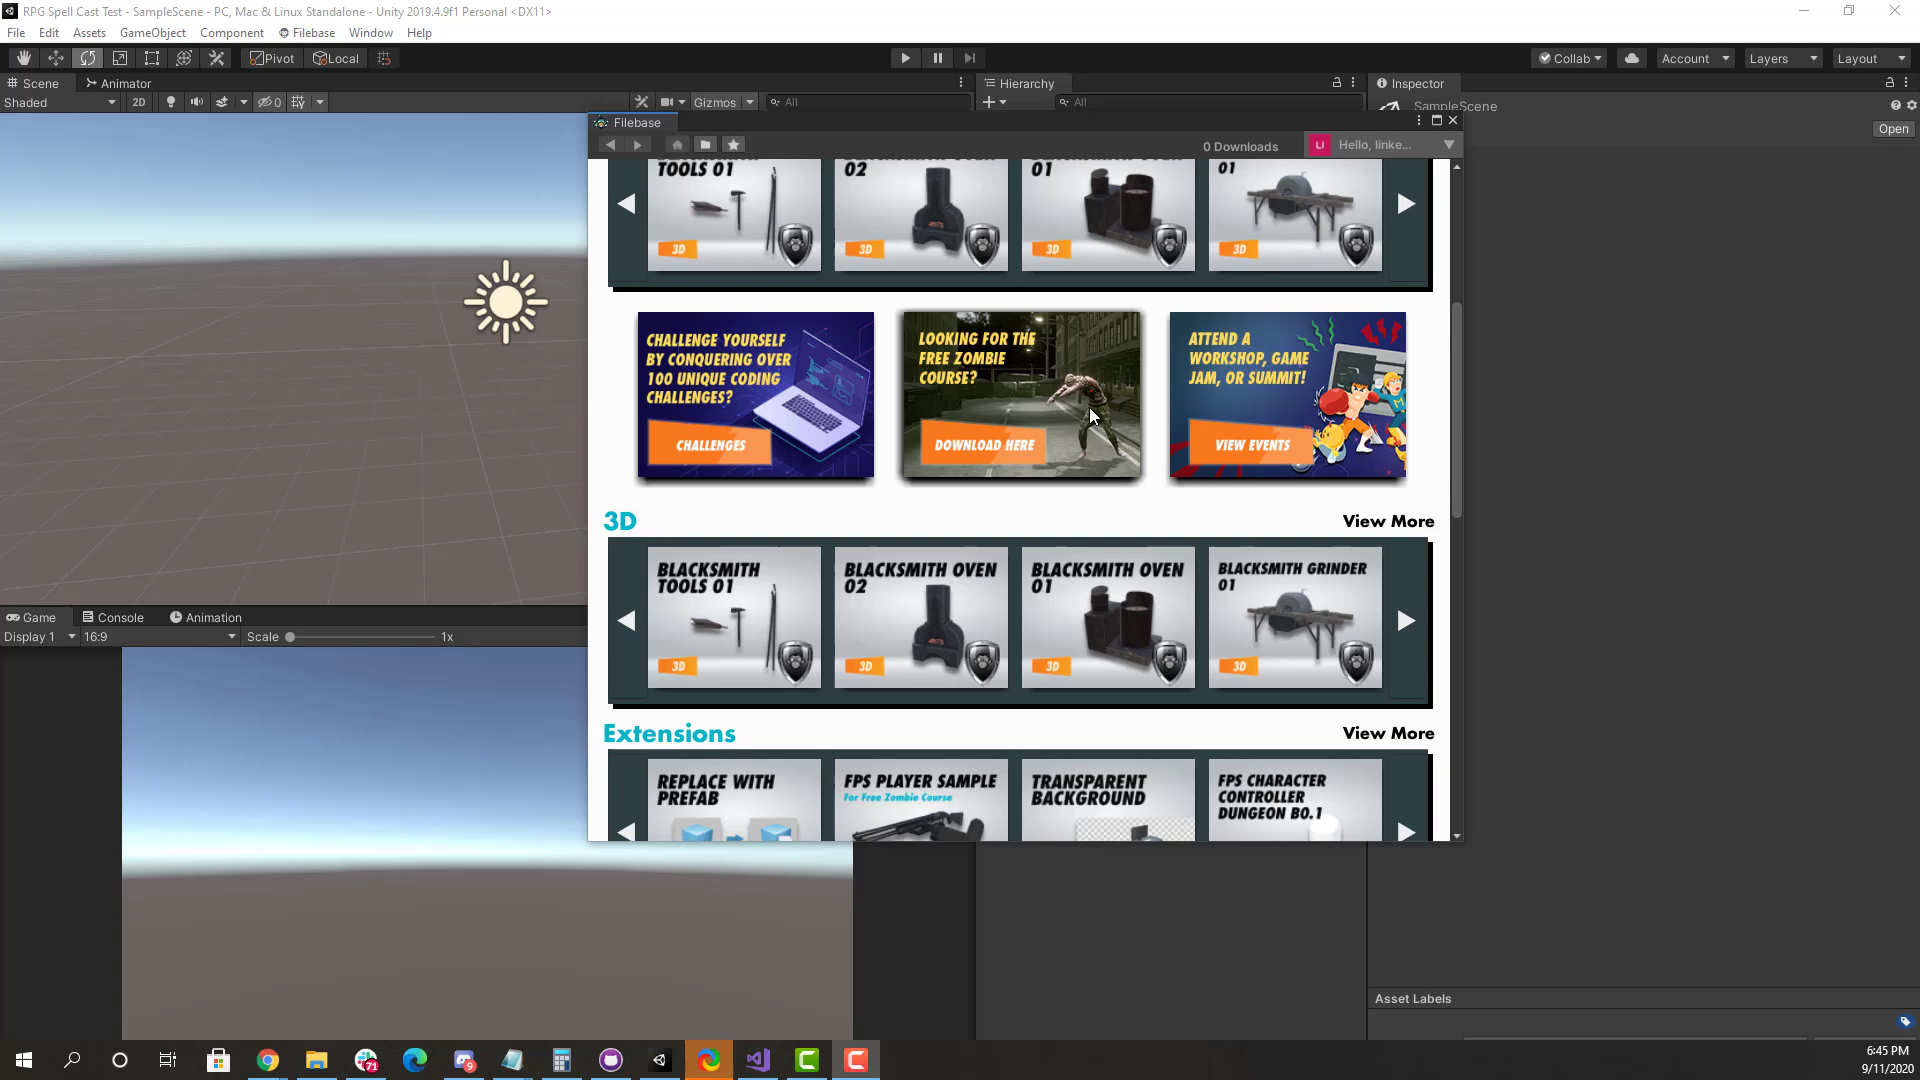 RPG Spell Cast Test - SampleScene - PC, Mac & Linux Standalone - Unity 2019.4.9f1 Personal <DX11>
File Edit Assets GameObject Component Filebase Window Help
Pivot Local Collab Account Layers Layout
Scene Animator Hierarchy Inspector
Shaded 2D 0 Gizmos All All SampleScene
Open
Filebase
0 Downloads LI Hello, linke...
TOOLS 01
02
01
01
3D 3D 3D 3D
CHALLENGE YOURSELF
BY CONQUERING OVER
100 UNIQUE CODING
CHALLENGES?
CHALLENGES
LOOKING FOR THE
FREE ZOMBIE
COURSE?
DOWNLOAD HERE
ATTEND A
WORKSHOP, GAME
JAM, OR SUMMIT!
VIEW EVENTS
3D View More
BLACKSMITH
TOOLS 01
3D
BLACKSMITH OVEN
02
3D
BLACKSMITH OVEN
01
3D
BLACKSMITH GRINDER
01
3D
Extensions View More
REPLACE WITH
PREFAB
FPS PLAYER SAMPLE
For Free Zombie Course
TRANSPARENT
BACKGROUND
FPS CHARACTER
CONTROLLER
DUNGEON BO.1
Game Console Animation
Display 1 16:9 Scale 1x
Asset Labels
71 9
6:45 PM
9/11/2020